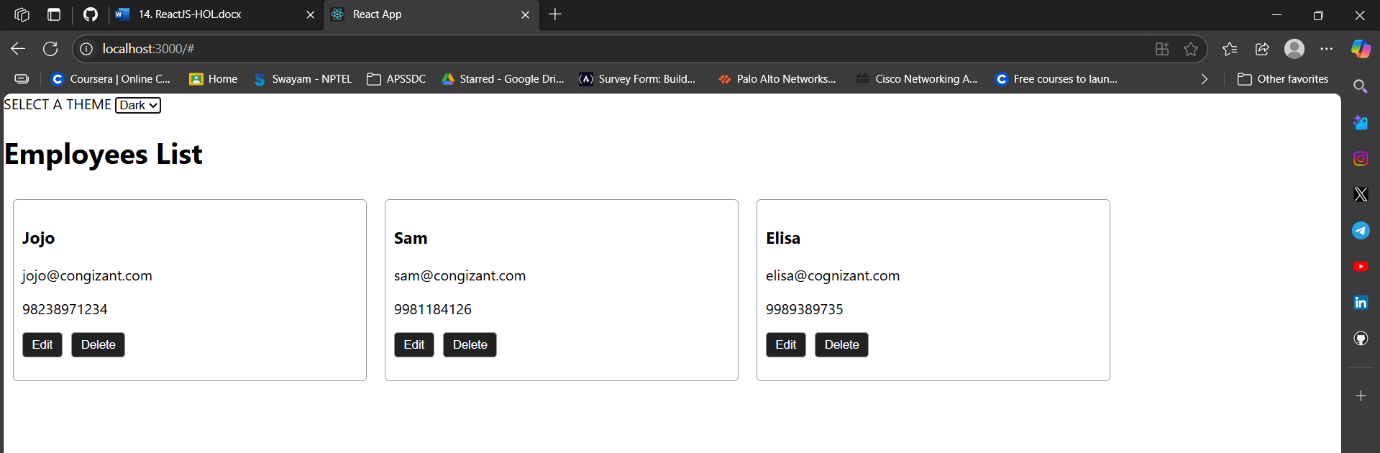 14. ReactJS-HOL.docx
React App
localhost:3000/#
Coursera | Online C...
Home
Swayam - NPTEL
APSSDC
Starred - Google Dri...
Survey Form: Build...
Palo Alto Networks...
Cisco Networking A...
Free courses to laun...
Other favorites
SELECT A THEME Dark
Employees List
Jojo
jojo@congizant.com
98238971234
Edit Delete
Sam
sam@congizant.com
9981184126
Edit Delete
Elisa
elisa@cognizant.com
9989389735
Edit Delete